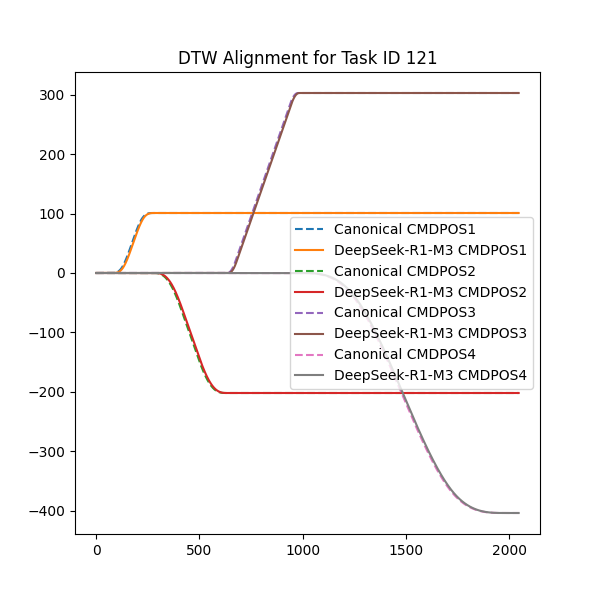 DTW Alignment for Task ID 121
300
200
100
0
−100
−200
−300
−400
Canonical CMDPOS1
DeepSeek-R1-M3 CMDPOS1
Canonical CMDPOS2
DeepSeek-R1-M3 CMDPOS2
Canonical CMDPOS3
DeepSeek-R1-M3 CMDPOS3
Canonical CMDPOS4
DeepSeek-R1-M3 CMDPOS4
0 500 1000 1500 2000